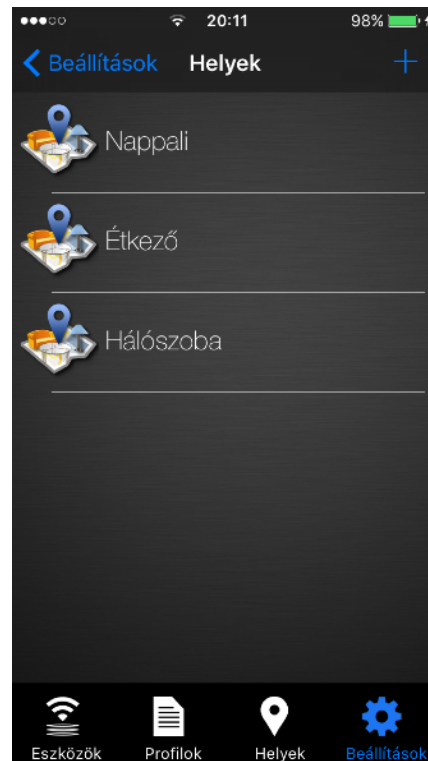 20:11 98%
Beállítások Helyek
Nappali
Étkező
Hálószoba
Eszközök Profilok Helyek Beállítások